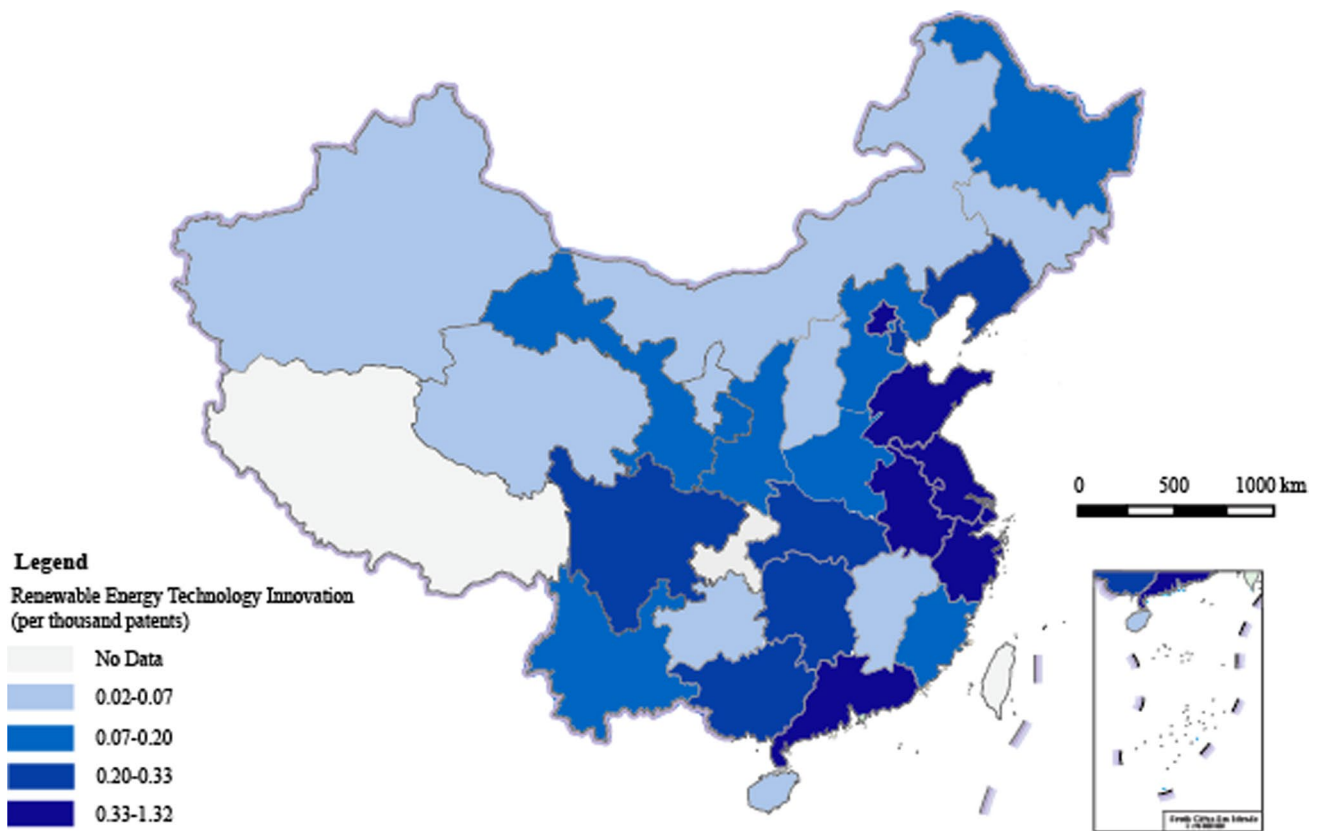 0 500 1000 km
Legend
Renewable Energy Technology Innovation
(per thousand patents)
No Data
0.02-0.07
0.07-0.20
0.20-0.33
0.33-1.32